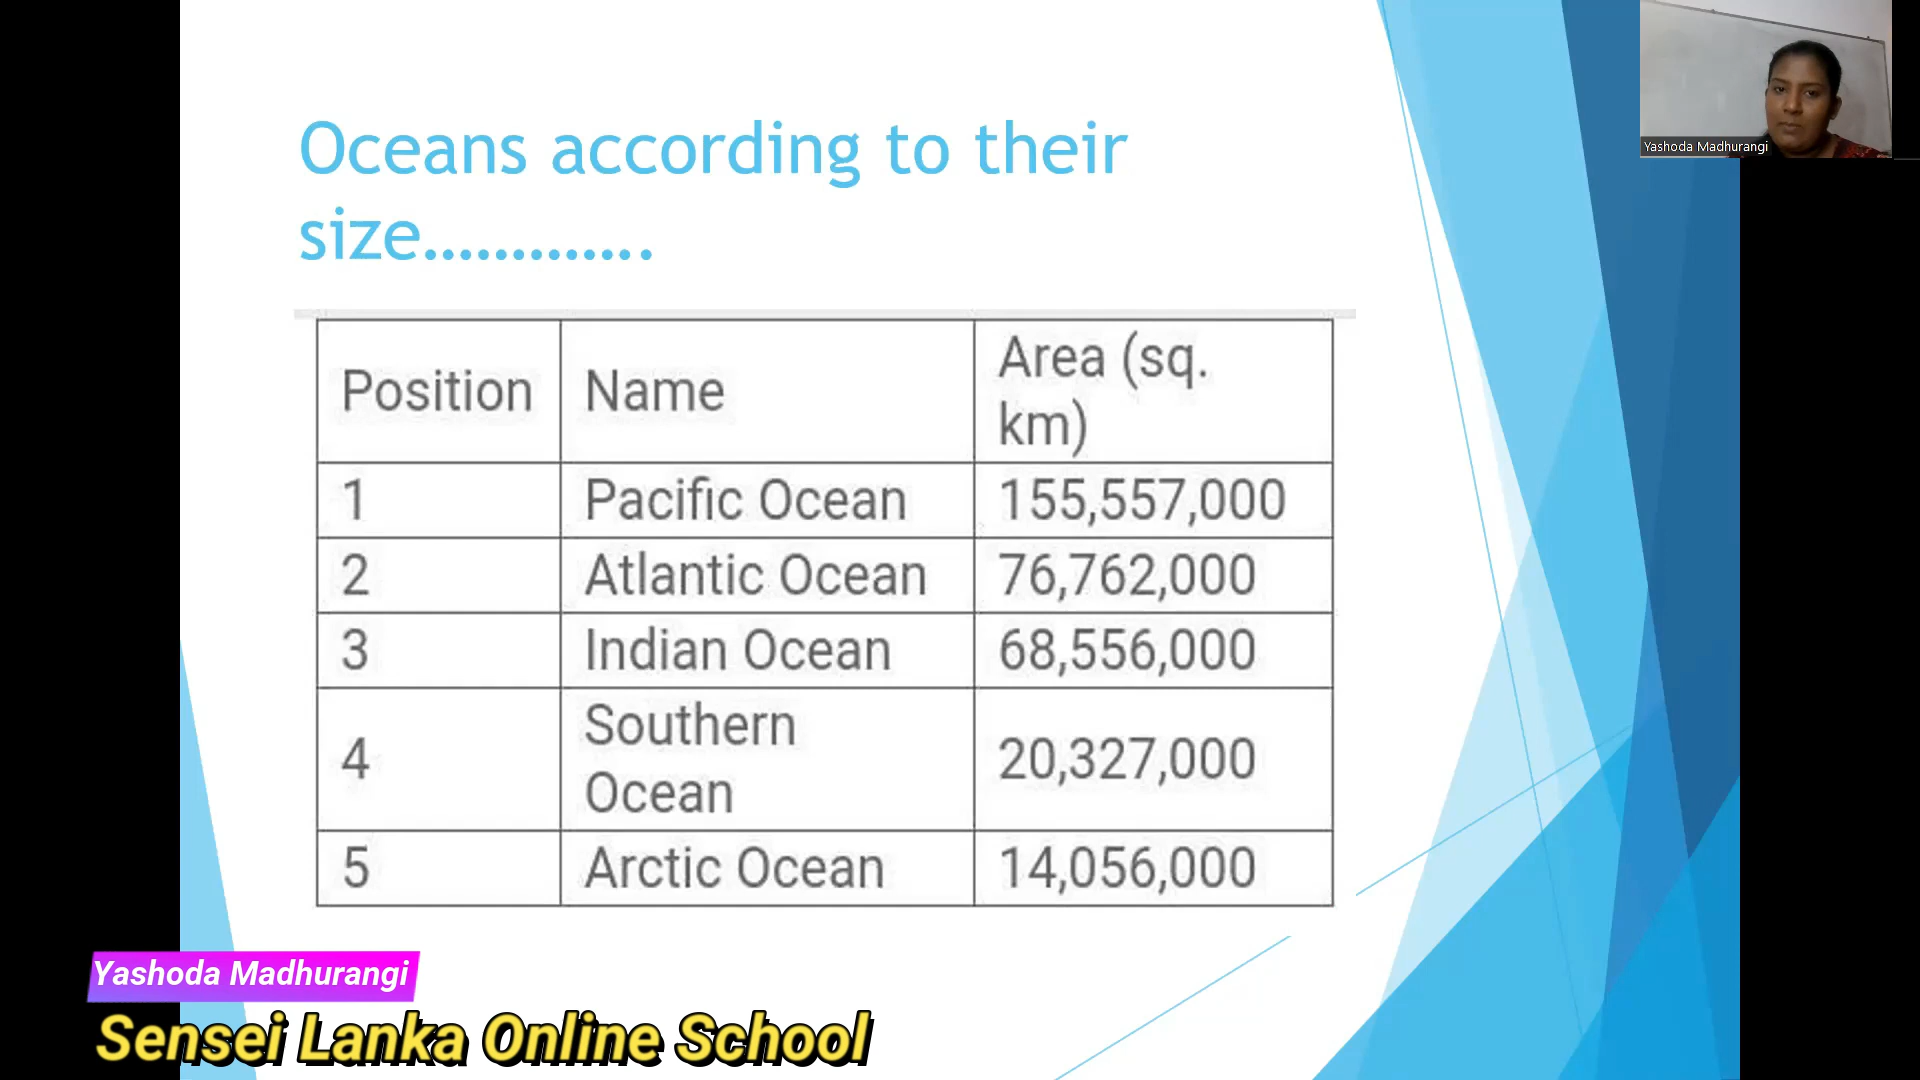 Yashoda Madhurangi
Oceans according to their
size.............
Position Name Area (sq. km)
1 Pacific Ocean 155,557,000
2 Atlantic Ocean 76,762,000
3 Indian Ocean 68,556,000
4 Southern Ocean 20,327,000
5 Arctic Ocean 14,056,000
Yashoda Madhurangi
Sensei Lanka Online School